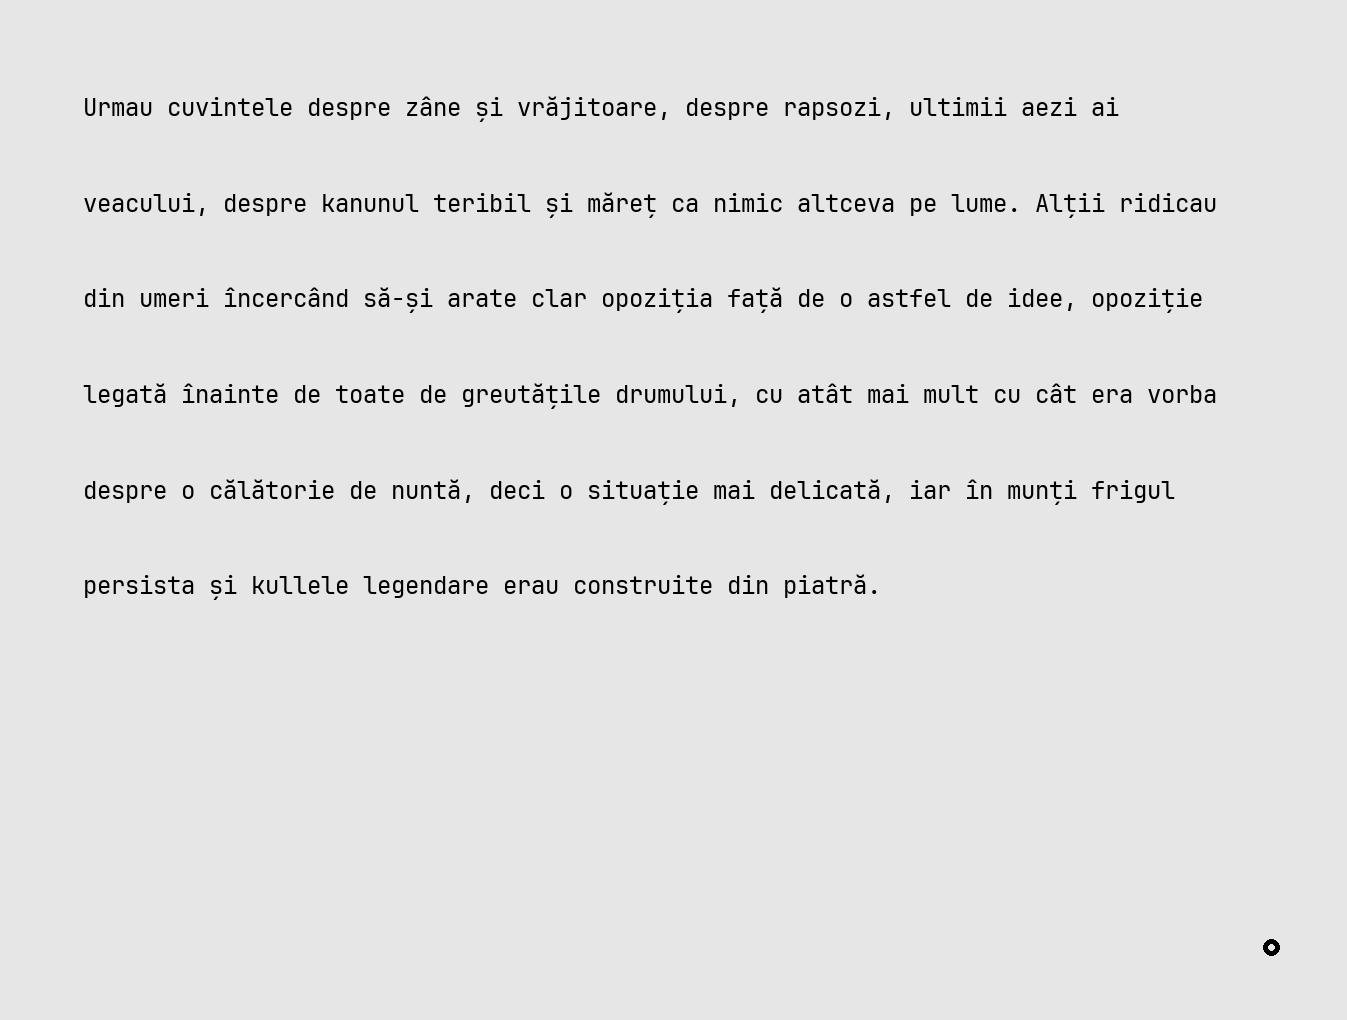 Urmau cuvintele despre zâne și vrăjitoare, despre rapsozi, ultimii aezi ai
veacului, despre kanunul teribil și măreț ca nimic altceva pe lume. Alții ridicau
din umeri încercând să-și arate clar opoziția față de o astfel de idee, opoziție
legată înainte de toate de greutățile drumului, cu atât mai mult cu cât era vorba
despre o călătorie de nuntă, deci o situație mai delicată, iar în munți frigul
persista și kullele legendare erau construite din piatră.